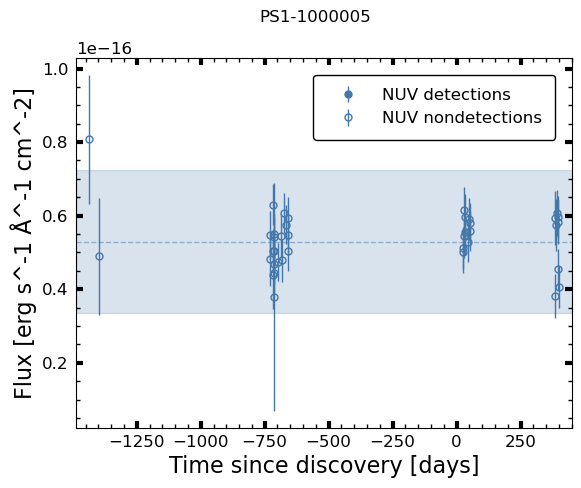 PS1-1000005
1e−16
NUV detections
NUV nondetections
1.0
0.8
0.6
0.4
0.2
Flux [erg s^-1 Å^-1 cm^-2]
−1250 −1000 −750 −500 −250 0 250
Time since discovery [days]